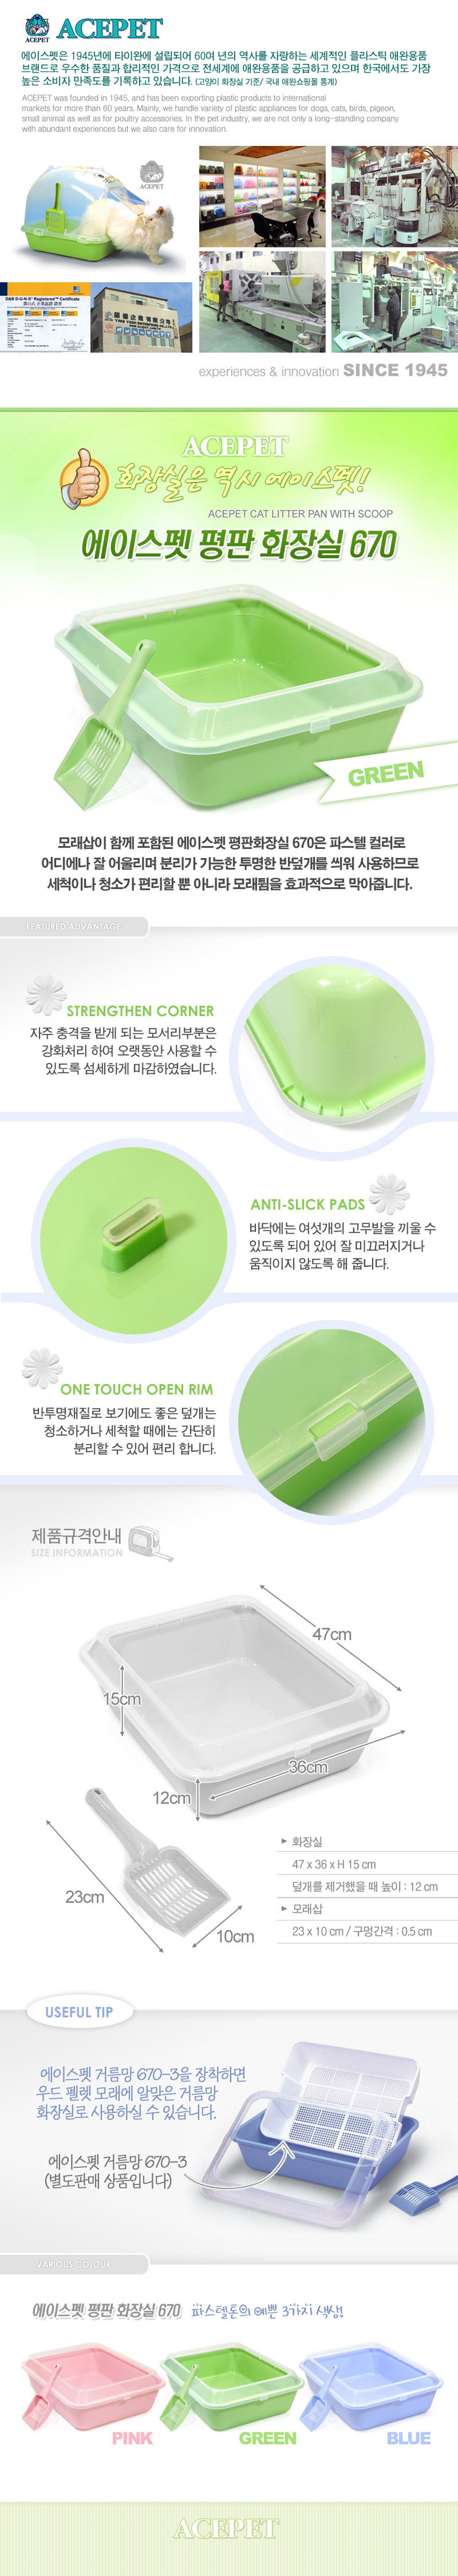 ACEPET
ACEPET
에이스펫은 1945년에 타이완에 설립되어 60여 년의 역사를 자랑하는 세계적인 플라스틱 애완용품
브랜드로 우수한 품질과 합리적인 가격으로 전세계에 애완용품을 공급하고 있으며 한국에서도 가장
높은 소비자 만족도를 기록하고 있습니다. (고양이 화장실 기준/ 국내 애완쇼핑몰 통계)
ACEPET was founded in 1945, and has been exporting plastic products to international
markets for more than 60 years. Mainly, we handle variety of plastic appliances for dogs, cats, birds, pigeon,
small animal as well as for poultry accessories. In the pet industry, we are not only a long-standing company
with abundant experiences but we also care for innovation.
ACEPET
D&B D-U-N-S® Registered™ Certificate
experiences & innovation SINCE 1945
ACEPET
화장실은 역시 에이스펫!
ACEPET CAT LITTER PAN WITH SCOOP
에이스펫 평판 화장실 670
GREEN
모래삽이 함께 포함된 에이스펫 평판화장실 670은 파스텔 컬러로
어디에나 잘 어울리며 분리가 가능한 투명한 반덮개를 씌워 사용하므로
세척이나 청소가 편리할 뿐 아니라 모래튐을 효과적으로 막아줍니다.
FEATURED ADVANTAGE
STRENGTHEN CORNER
자주 충격을 받게 되는 모서리부분은
강화처리 하여 오랫동안 사용할 수
있도록 섬세하게 마감하였습니다.
ANTI-SLICK PADS
바닥에는 여섯개의 고무발을 끼울 수
있도록 되어 있어 잘 미끄러지거나
움직이지 않도록 해 줍니다.
ONE TOUCH OPEN RIM
반투명재질로 보기에도 좋은 덮개는
청소하거나 세척할 때에는 간단히
분리할 수 있어 편리 합니다.
제품규격안내
SIZE INFORMATION
47cm
15cm
36cm
12cm
23cm
10cm
▶ 화장실
47 x 36 x H 15 cm
덮개를 제거했을 때 높이 : 12 cm
▶ 모래삽
23 x 10 cm / 구멍간격 : 0.5 cm
USEFUL TIP
에이스펫 거름망 670-3을 장착하면
우드 펠렛 모래에 알맞은 거름망
화장실로 사용하실 수 있습니다.
에이스펫 거름망 670-3
(별도판매 상품입니다)
VARIOUS COLOUR
에이스펫 평판 화장실 670 파스텔톤의 예쁜 3가지 색상!
PINK
GREEN
BLUE
ACEPET